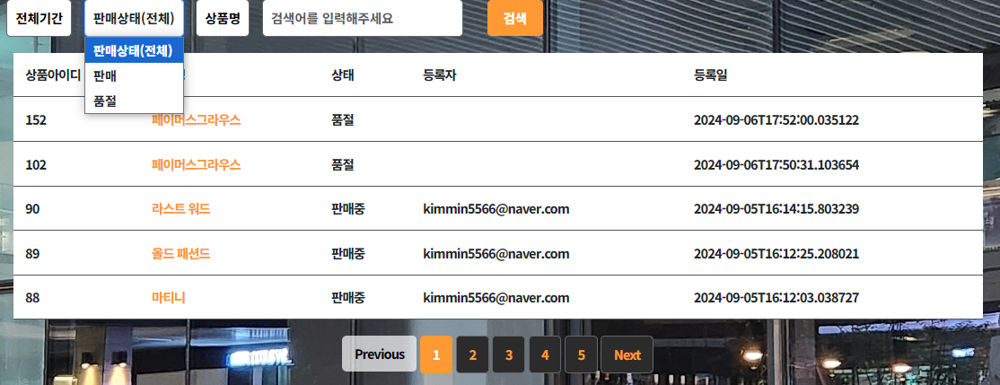 전체기간 판매상태(전체) 상품명 검색어를 입력해주세요 검색
판매상태(전체)
판매
품절
상품아이디 상태 등록자 등록일
152 페이머스그라우스 품절 2024-09-06T17:52:00.035122
102 페이머스그라우스 품절 2024-09-06T17:50:31.103654
90 라스트 워드 판매중 kimmin5566@naver.com 2024-09-05T16:14:15.803239
89 올드 패션드 판매중 kimmin5566@naver.com 2024-09-05T16:12:25.208021
88 마티니 판매중 kimmin5566@naver.com 2024-09-05T16:12:03.038727
Previous 1 2 3 4 5 Next